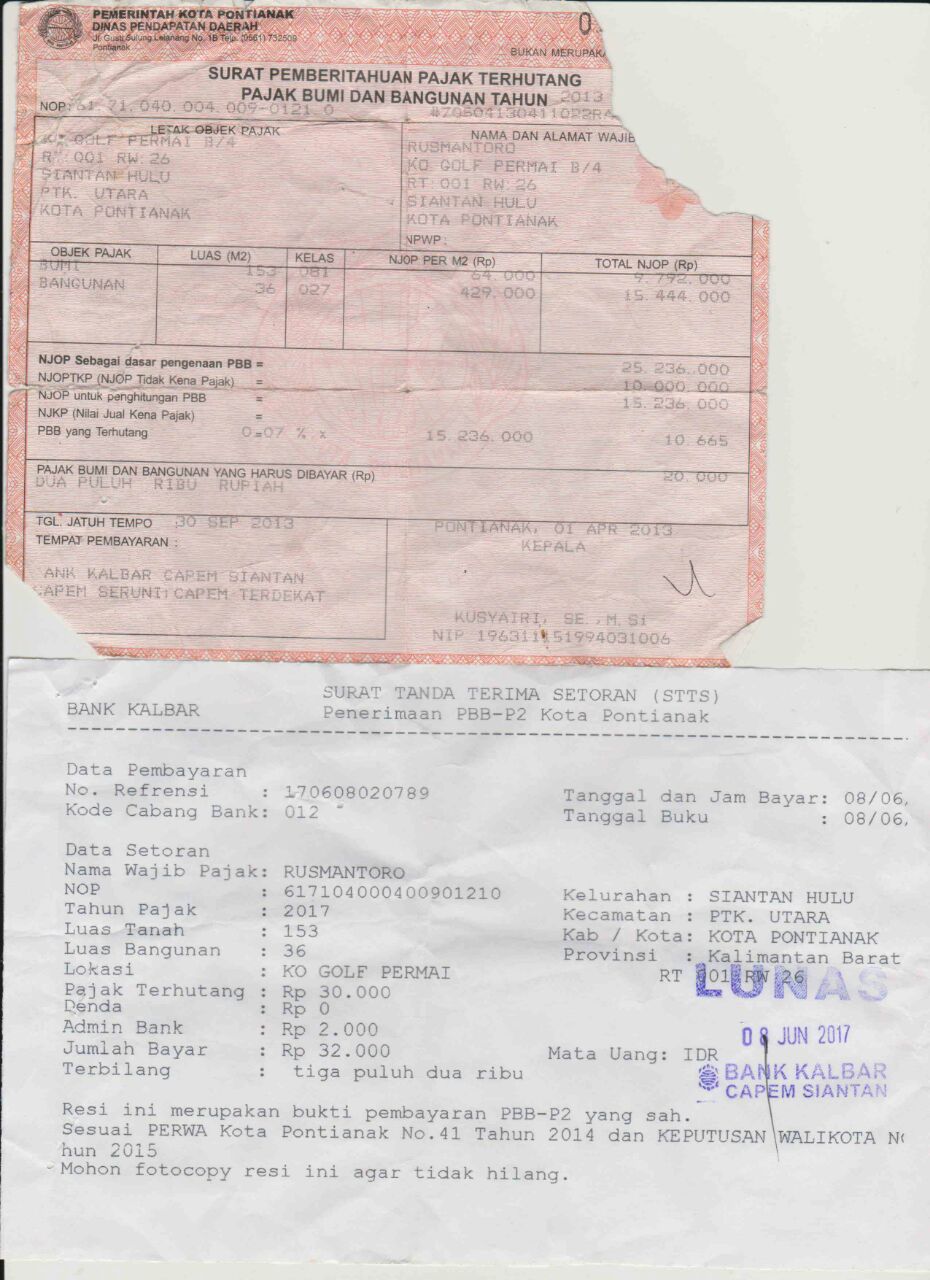 PEMERINTAH KOTA PONTIANAK
DINAS PENDAPATAN DAERAH
Jl. Gusti Sulung Lelanang No. 1B Telp. (0561) 732509
Pontianak
0
BUKAN MERUPAKA
SURAT PEMBERITAHUAN PAJAK TERHUTANG
PAJAK BUMI DAN BANGUNAN TAHUN 2013
NOP: 61.71.040.004.009-0121.0
LETAK OBJEK PAJAK
KO GOLF PERMAI B/4
RT:001 RW:26
SIANTAN HULU
PTK. UTARA
KOTA PONTIANAK
NAMA DAN ALAMAT WAJIB
RUSMANTORO
KO GOLF PERMAI B/4
RT:001 RW:26
SIANTAN HULU
KOTA PONTIANAK
NPWP:
OBJEK PAJAK LUAS (M2) KELAS NJOP PER M2 (Rp) TOTAL NJOP (Rp)
BUMI 153 081 64.000 9.792.000
BANGUNAN 36 027 429.000 15.444.000
NJOP Sebagai dasar pengenaan PBB = 25.236.000
NJOPTKP (NJOP Tidak Kena Pajak) = 10.000.000
NJOP untuk penghitungan PBB = 15.236.000
NJKP (Nilai Jual Kena Pajak) =
PBB yang Terhutang 0.07 % x 15.236.000 10.665
PAJAK BUMI DAN BANGUNAN YANG HARUS DIBAYAR (Rp) 20.000
DUA PULUH RIBU RUPIAH
TGL. JATUH TEMPO 30 SEP 2013
TEMPAT PEMBAYARAN :
ANK KALBAR CAPEM SIANTAN
CAPEM SERUNI CAPEM TERDEKAT
PONTIANAK, 01 APR 2013
KEPALA
KUSYAIRI, SE.,M.Si
NIP 196311151994031006
BANK KALBAR
SURAT TANDA TERIMA SETORAN (STTS)
Penerimaan PBB-P2 Kota Pontianak
Data Pembayaran
No. Refrensi : 170608020789
Kode Cabang Bank: 012
Tanggal dan Jam Bayar: 08/06,
Tanggal Buku : 08/06,
Data Setoran
Nama Wajib Pajak: RUSMANTORO
NOP : 617104000400901210
Tahun Pajak : 2017
Luas Tanah : 153
Luas Bangunan : 36
Lokasi : KO GOLF PERMAI
Pajak Terhutang : Rp 30.000
Denda : Rp 0
Admin Bank : Rp 2.000
Jumlah Bayar : Rp 32.000
Terbilang : tiga puluh dua ribu
Kelurahan : SIANTAN HULU
Kecamatan : PTK. UTARA
Kab / Kota: KOTA PONTIANAK
Provinsi : Kalimantan Barat
RT 001 RW 26
LUNAS
08 JUN 2017
Mata Uang: IDR
BANK KALBAR
CAPEM SIANTAN
Resi ini merupakan bukti pembayaran PBB-P2 yang sah.
Sesuai PERWA Kota Pontianak No.41 Tahun 2014 dan KEPUTUSAN WALIKOTA NO
hun 2015
Mohon fotocopy resi ini agar tidak hilang.